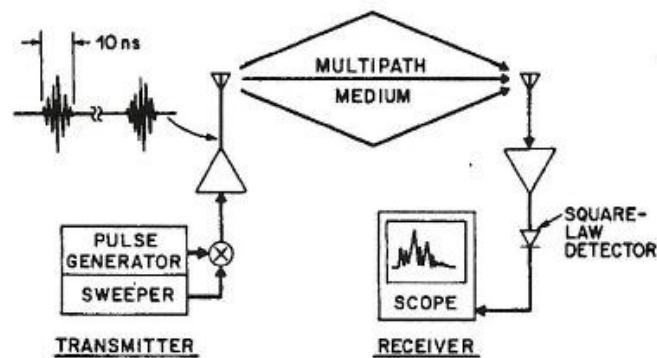 10 ns
MULTIPATH
MEDIUM
PULSE
GENERATOR
SWEEPER
TRANSMITTER
SQUARE-
LAW
DETECTOR
SCOPE
RECEIVER